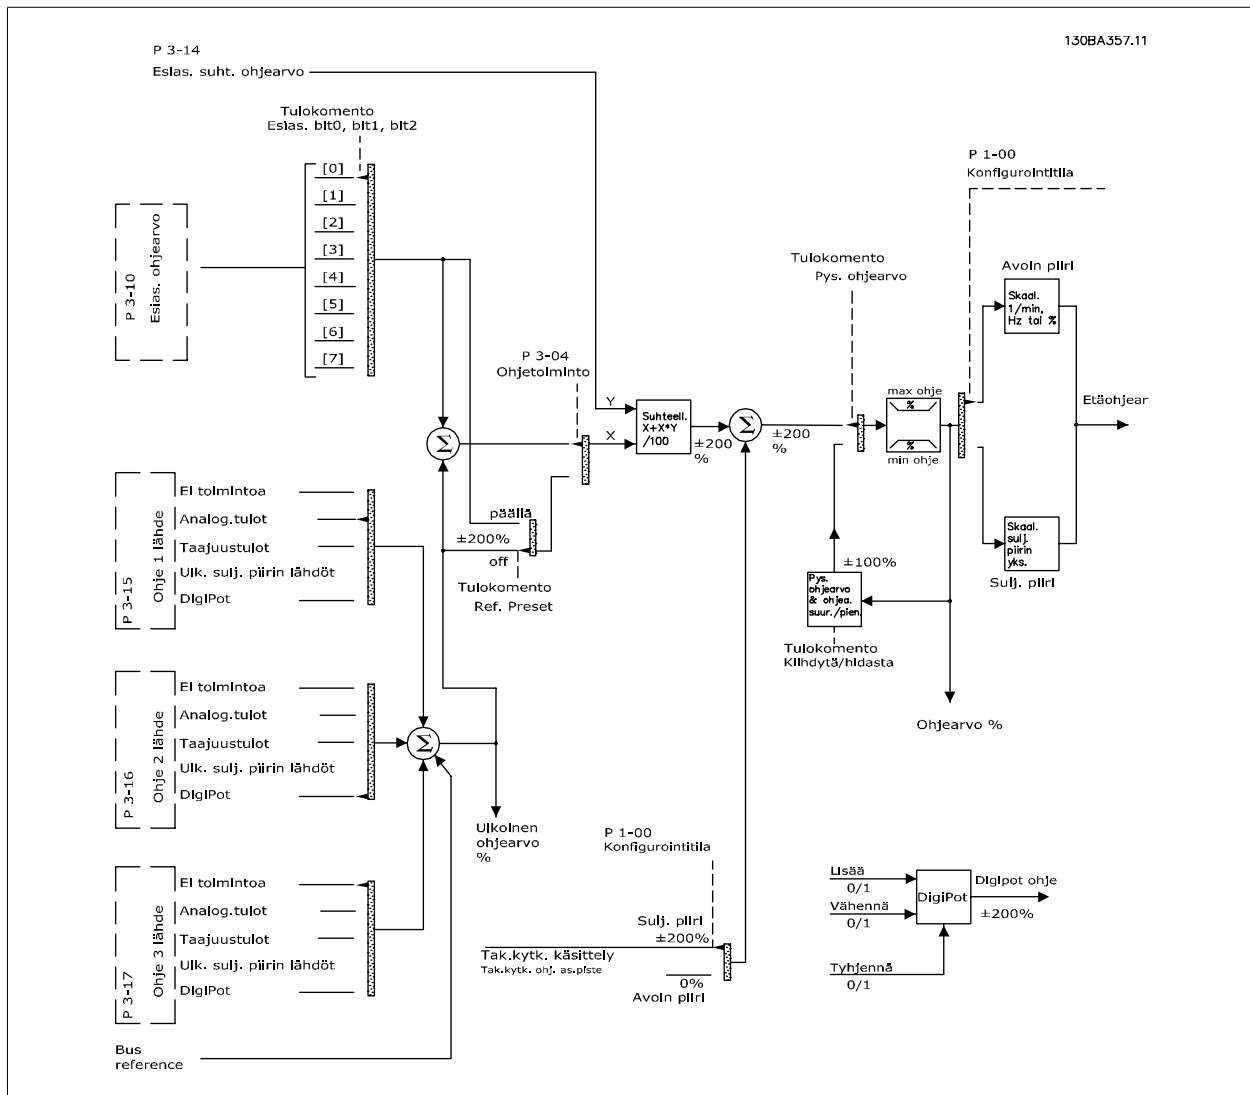 130BA357.11
P 3-14
Esias. suht. ohjearvo
Tulokomento
Esias. bit0, bit1, bit2
P 1-00
Konfigurointitila
[0]
[1]
[2]
[3]
[4]
[5]
[6]
[7]
P 3-10
Esias. ohjearvo
Tulokomento
Pys. ohjearvo
Avoin piiri
Skaal.
1/min,
Hz tai %
P 3-04
Ohjetoiminto
Y
X
Suhteell.
X+X*Y
/100
±200
%
Σ
±200
%
max ohje
%
%
min ohje
Etäohjear
Σ
päällä
±200%
off
Tulokomento
Ref. Preset
Skaal.
sulj.
piirin
yks.
Sulj. piiri
±100%
Pys.
ohjearvo
& ohjea.
suur./pien.
Tulokomento
Kiihdytä/hidasta
Ohjearvo %
P 3-15
Ohje 1 lähde
Ei toimintoa
Analog.tulot
Taajuustulot
Ulk. sulj. piirin lähdöt
DigiPot
P 3-16
Ohje 2 lähde
Ei toimintoa
Analog.tulot
Taajuustulot
Ulk. sulj. piirin lähdöt
DigiPot
Σ
Ulkoinen
ohjearvo
%
P 3-17
Ohje 3 lähde
Ei toimintoa
Analog.tulot
Taajuustulot
Ulk. sulj. piirin lähdöt
DigiPot
Bus
reference
P 1-00
Konfigurointitila
Sulj. piiri
±200%
Tak.kytk. käsittely
Tak.kytk. ohj. as.piste
0%
Avoin piiri
Lisää
0/1
Vähennä
0/1
Tyhjennä
0/1
DigiPot
Digipot ohje
±200%